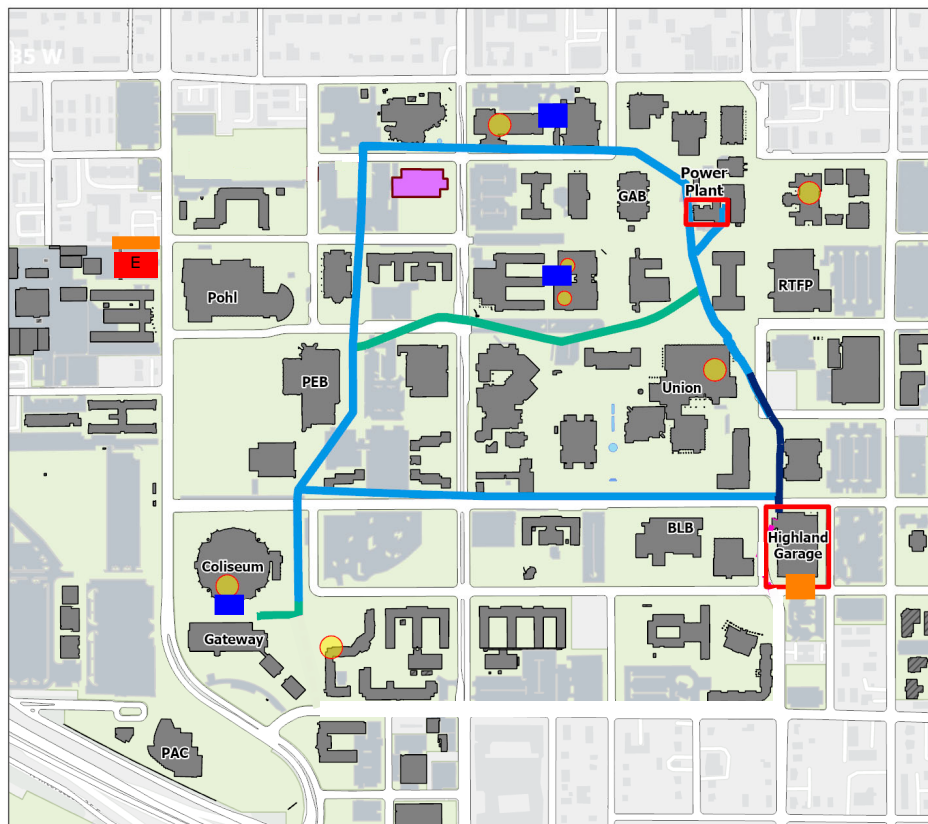 35 W
Power
Plant
GAB
E
Pohl
RTFP
PEB
Union
BLB
Highland
Garage
Coliseum
Gateway
PAC